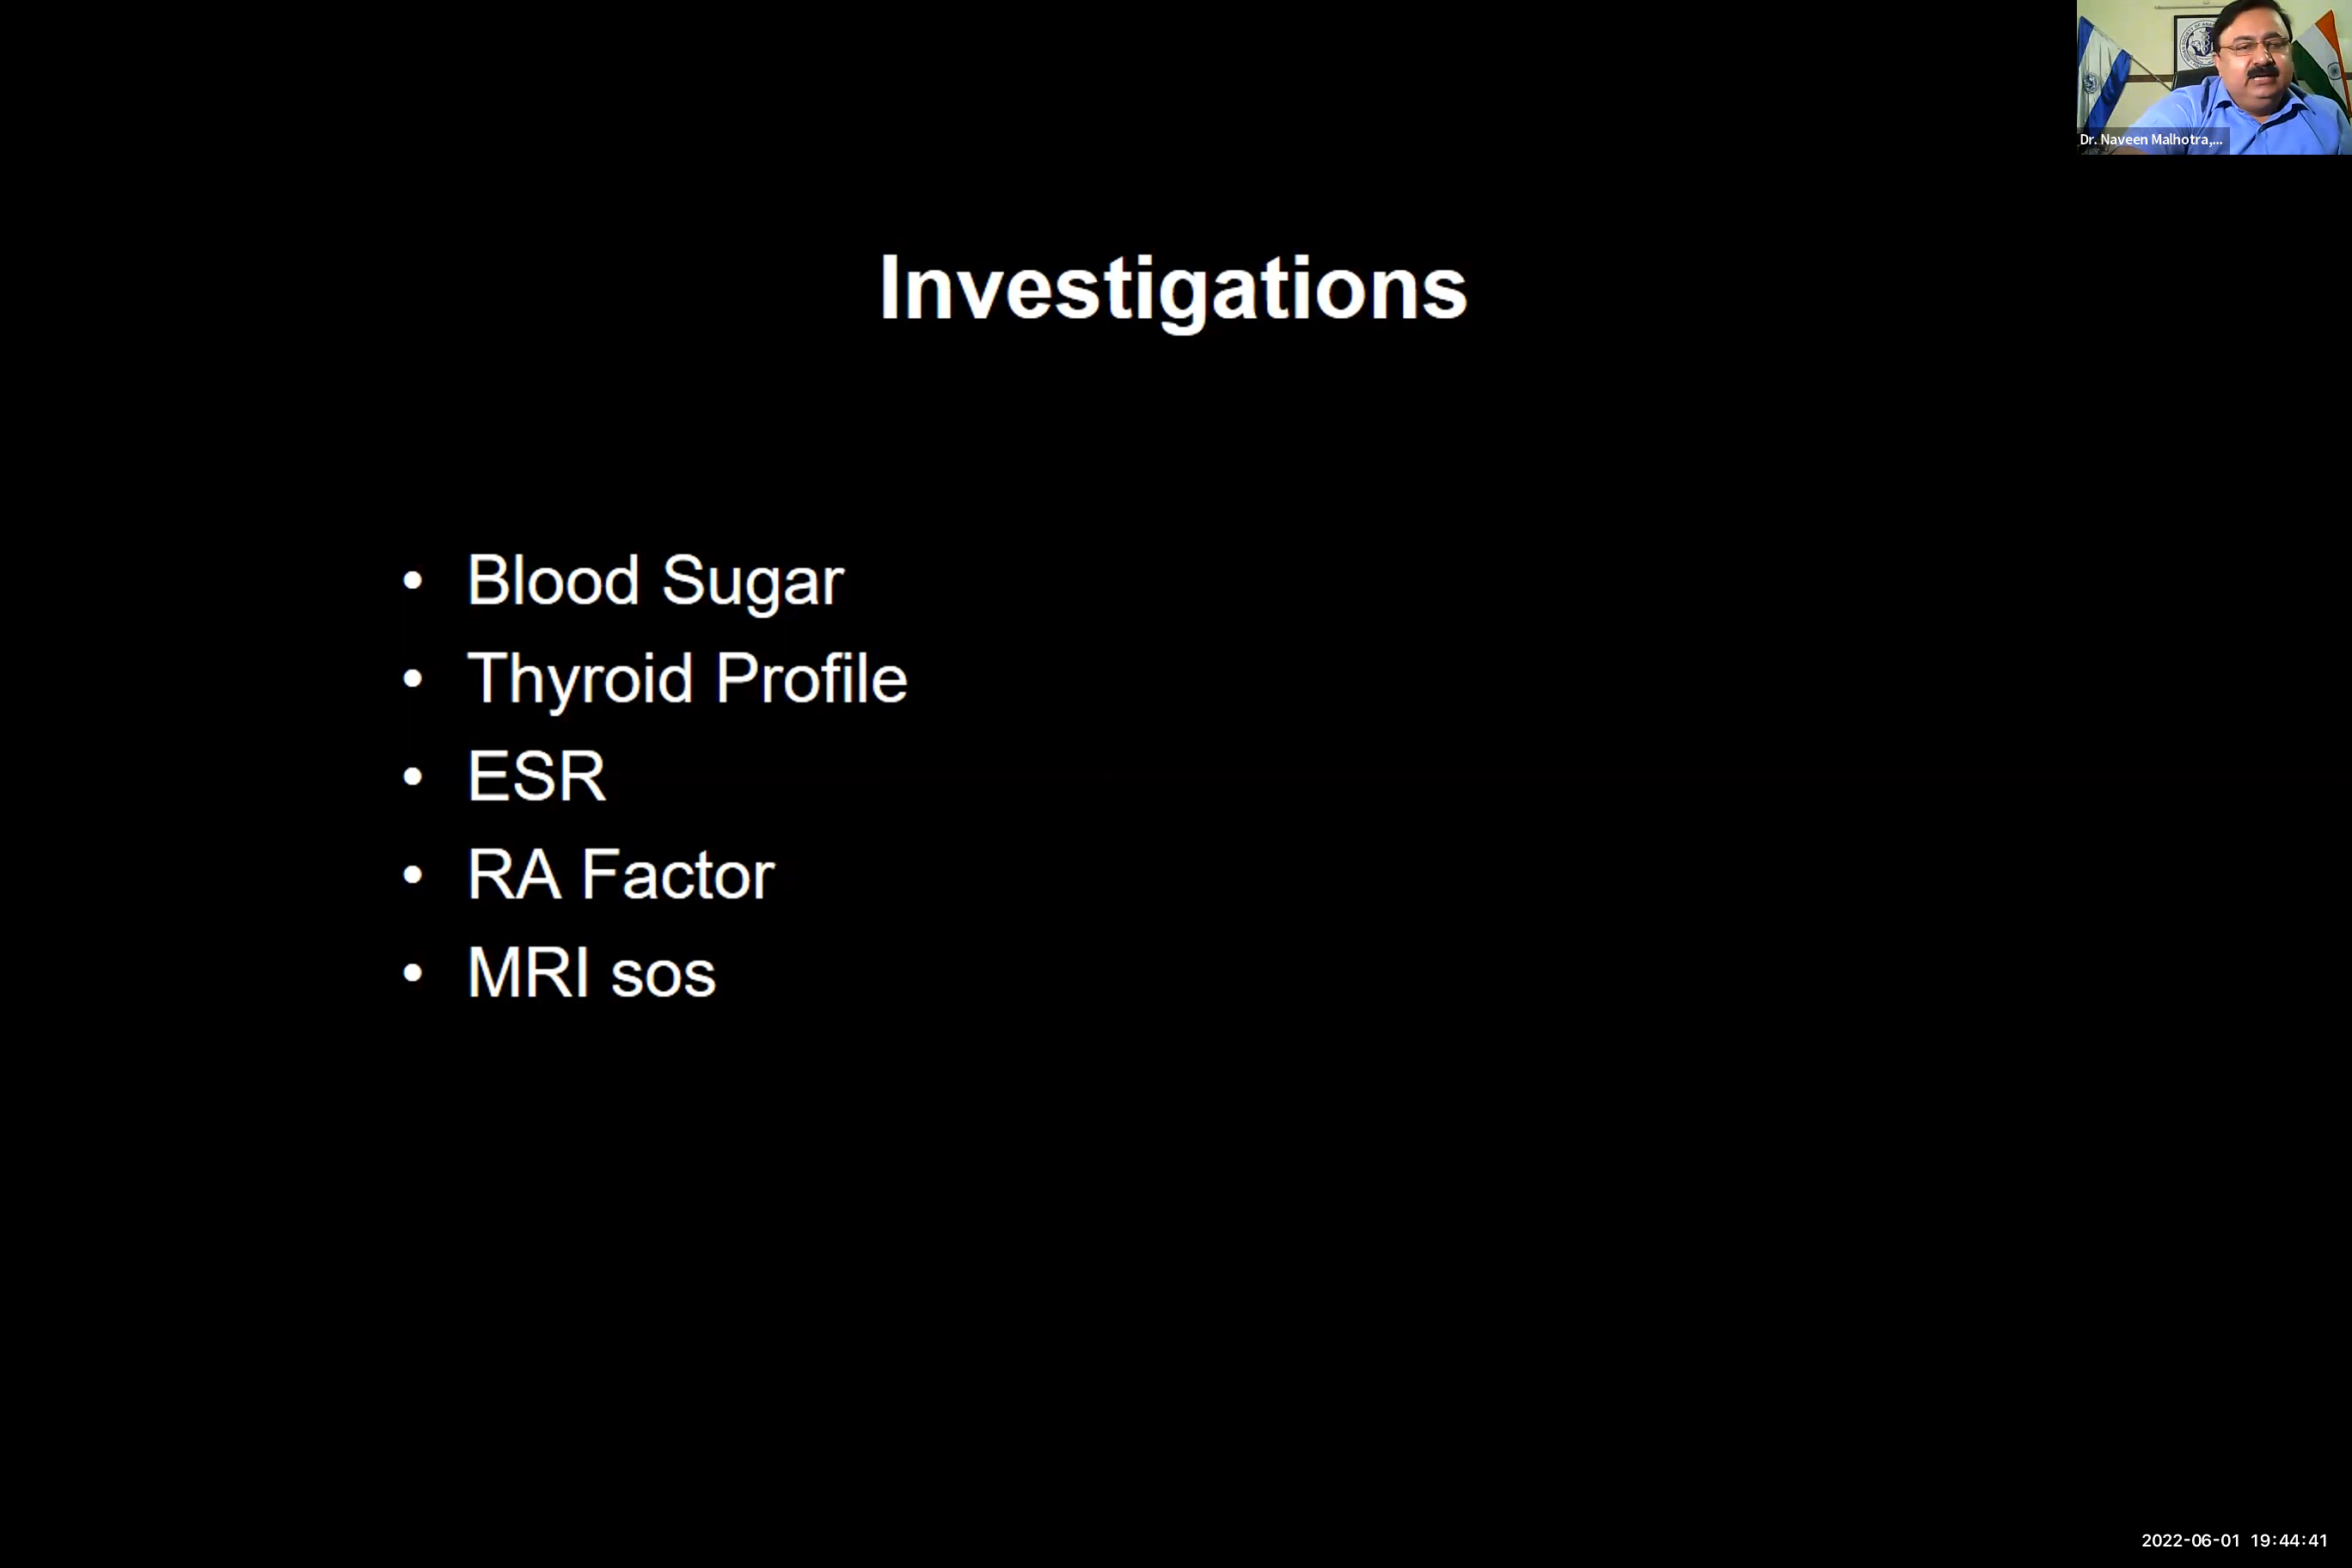 Dr. Naveen Malhotra,...
Investigations
• Blood Sugar
• Thyroid Profile
• ESR
• RA Factor
• MRI sos
2022-06-01 19:44:41